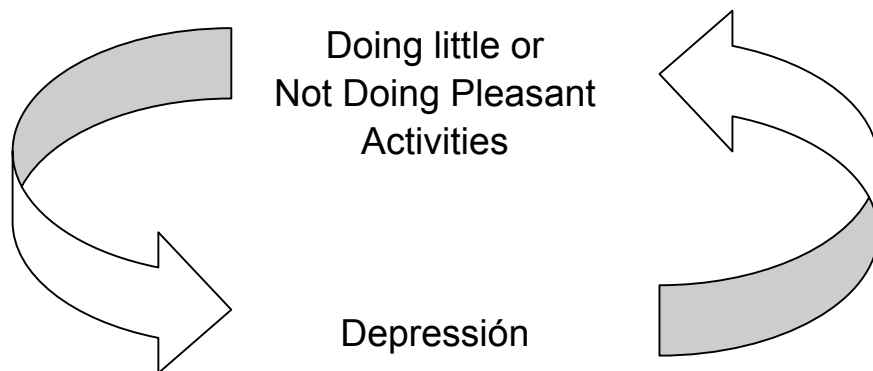 Doing little or
Not Doing Pleasant
Activities
Depressión